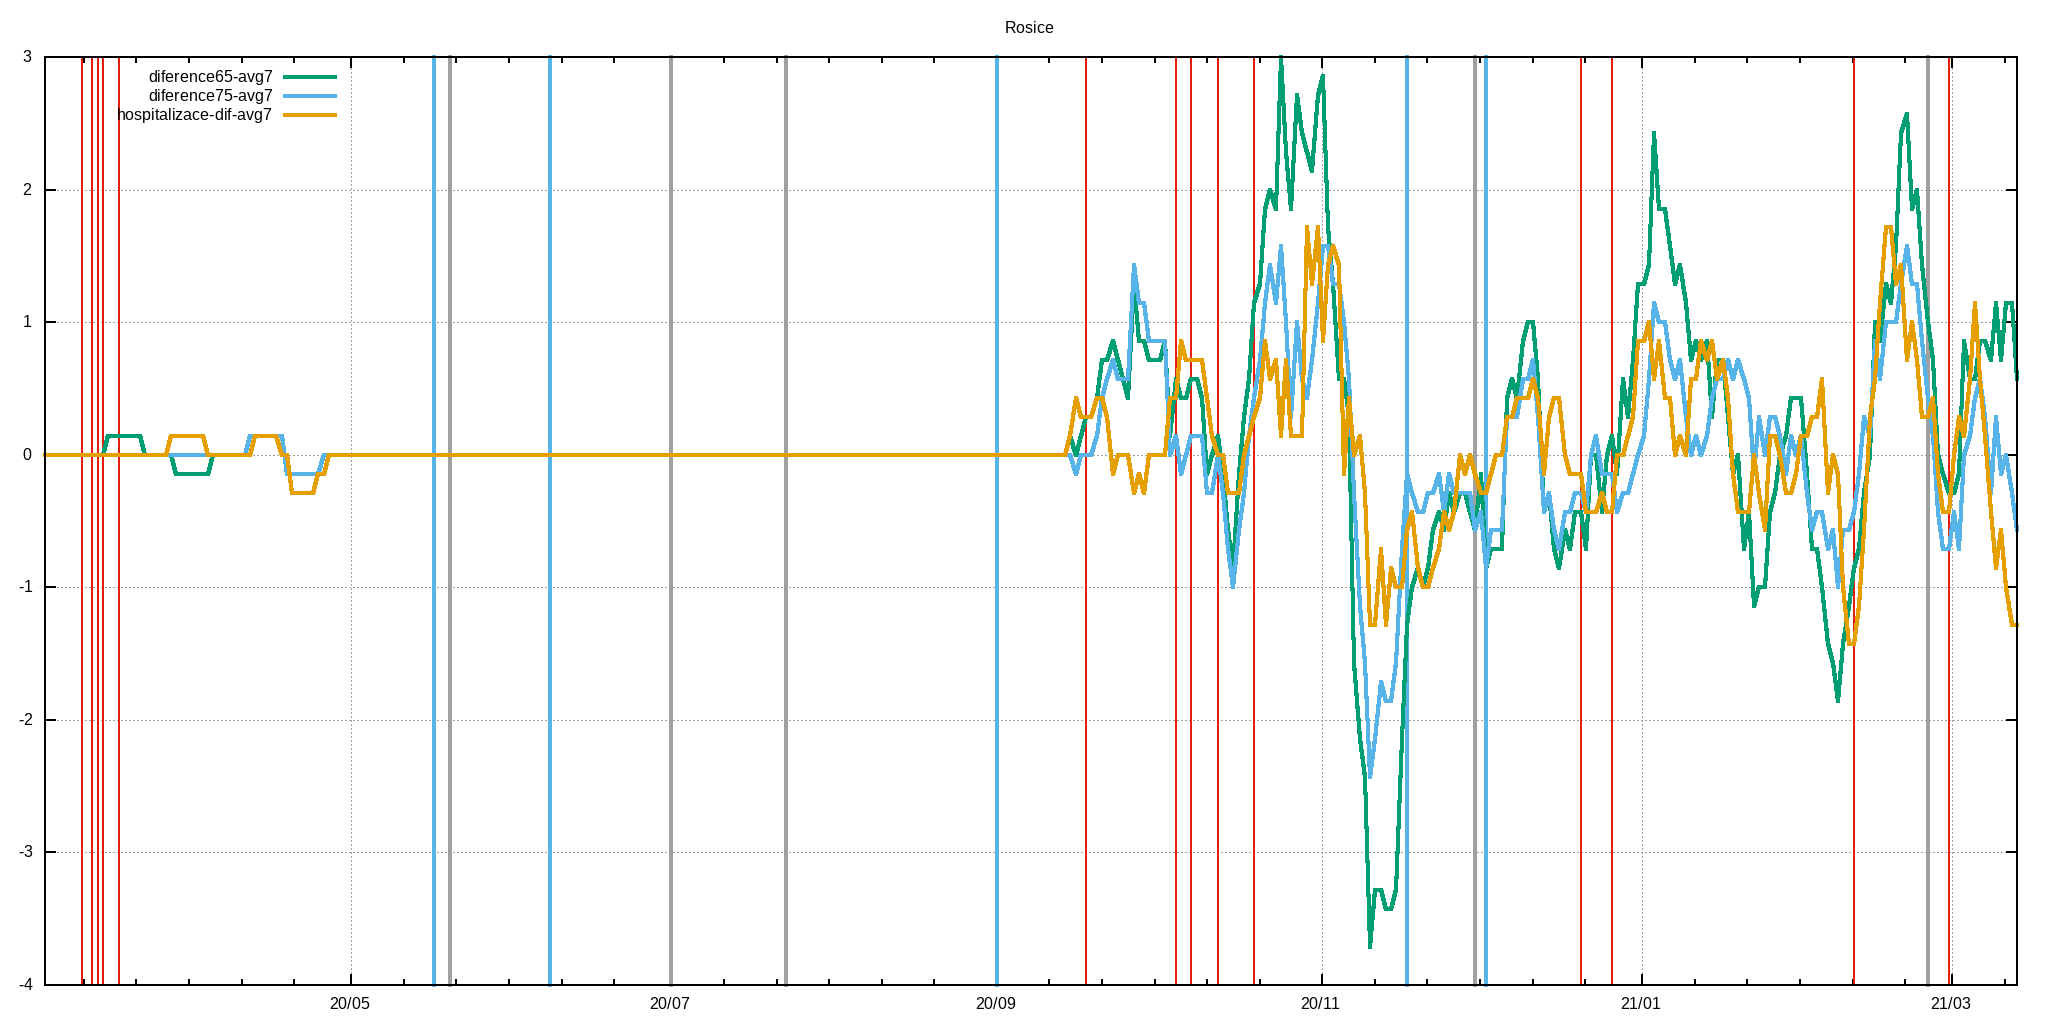 Rosice
3
diference65-avg7
diference75-avg7
hospitalizace-dif-avg7
2
1
0
-1
-2
-3
-4
20/05 20/07 20/09 20/11 21/01 21/03